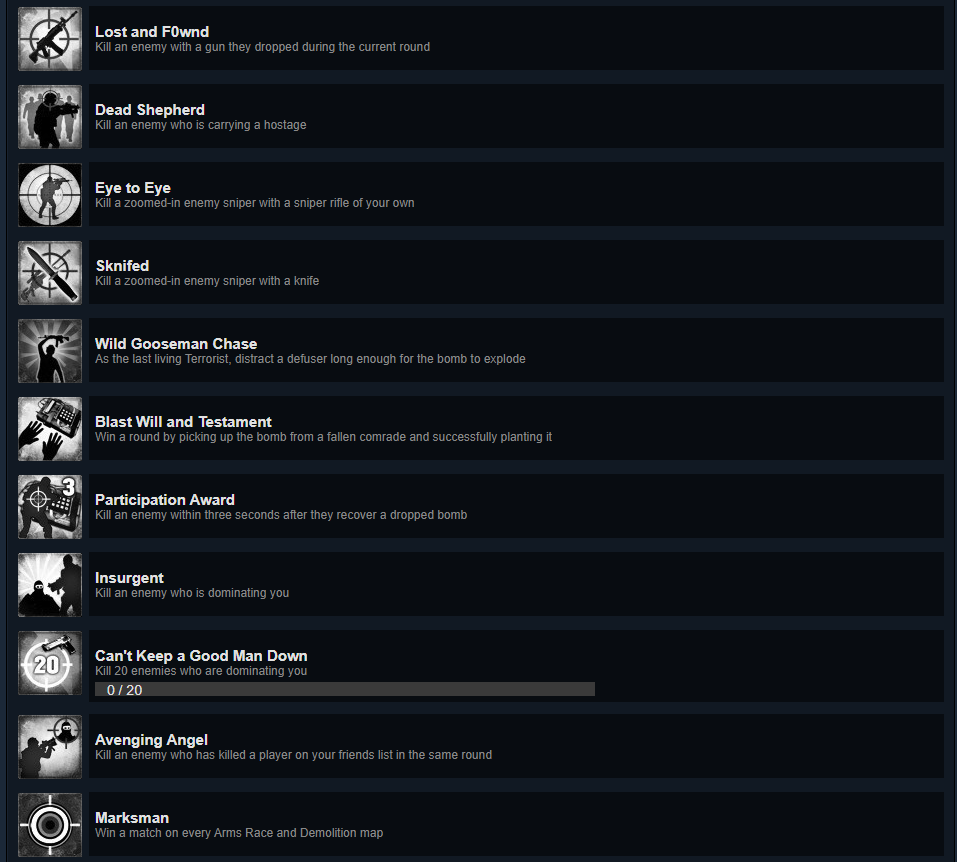 Lost and F0wnd
Kill an enemy with a gun they dropped during the current round
Dead Shepherd
Kill an enemy who is carrying a hostage
Eye to Eye
Kill a zoomed-in enemy sniper with a sniper rifle of your own
Sknifed
Kill a zoomed-in enemy sniper with a knife
Wild Gooseman Chase
As the last living Terrorist, distract a defuser long enough for the bomb to explode
Blast Will and Testament
Win a round by picking up the bomb from a fallen comrade and successfully planting it
3
Participation Award
Kill an enemy within three seconds after they recover a dropped bomb
Insurgent
Kill an enemy who is dominating you
20
Can't Keep a Good Man Down
Kill 20 enemies who are dominating you
0 / 20
Avenging Angel
Kill an enemy who has killed a player on your friends list in the same round
Marksman
Win a match on every Arms Race and Demolition map